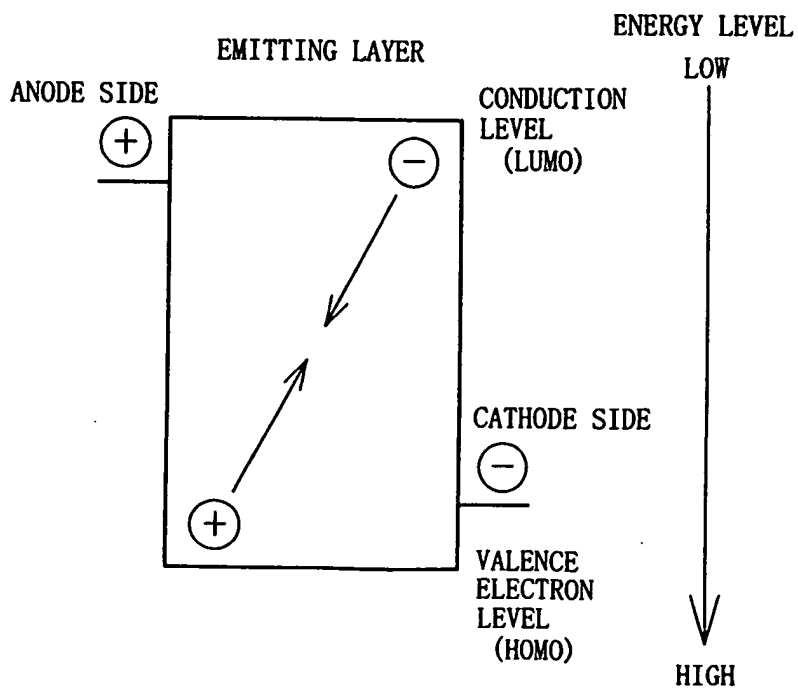 ENERGY LEVEL
LOW
EMITTING LAYER
ANODE SIDE
+
CONDUCTION
LEVEL
(LUMO)
−
CATHODE SIDE
−
+
VALENCE
ELECTRON
LEVEL
(HOMO)
HIGH